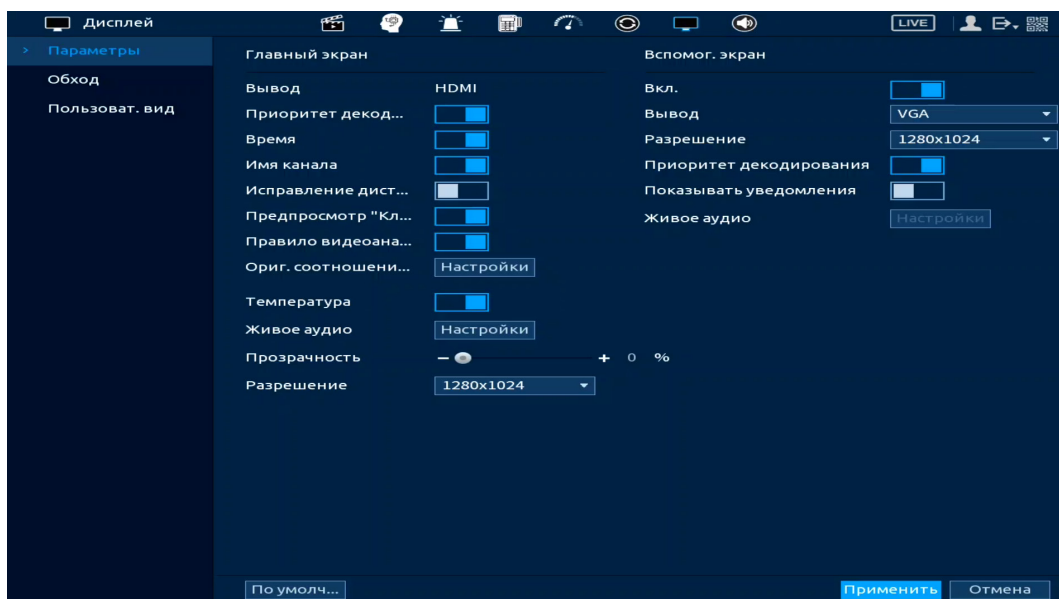 Дисплей
LIVE
> Параметры
Обход
Пользоват. вид
Главный экран
Вывод HDMI
Приоритет декод...
Время
Имя канала
Исправление дист...
Предпросмотр "Кл...
Правило видеоана...
Ориг. соотношени... Настройки
Температура
Живое аудио Настройки
Прозрачность − + 0 %
Разрешение 1280x1024
Вспомог. экран
Вкл.
Вывод VGA
Разрешение 1280x1024
Приоритет декодирования
Показывать уведомления
Живое аудио Настройки
По умолч... Применить Отмена